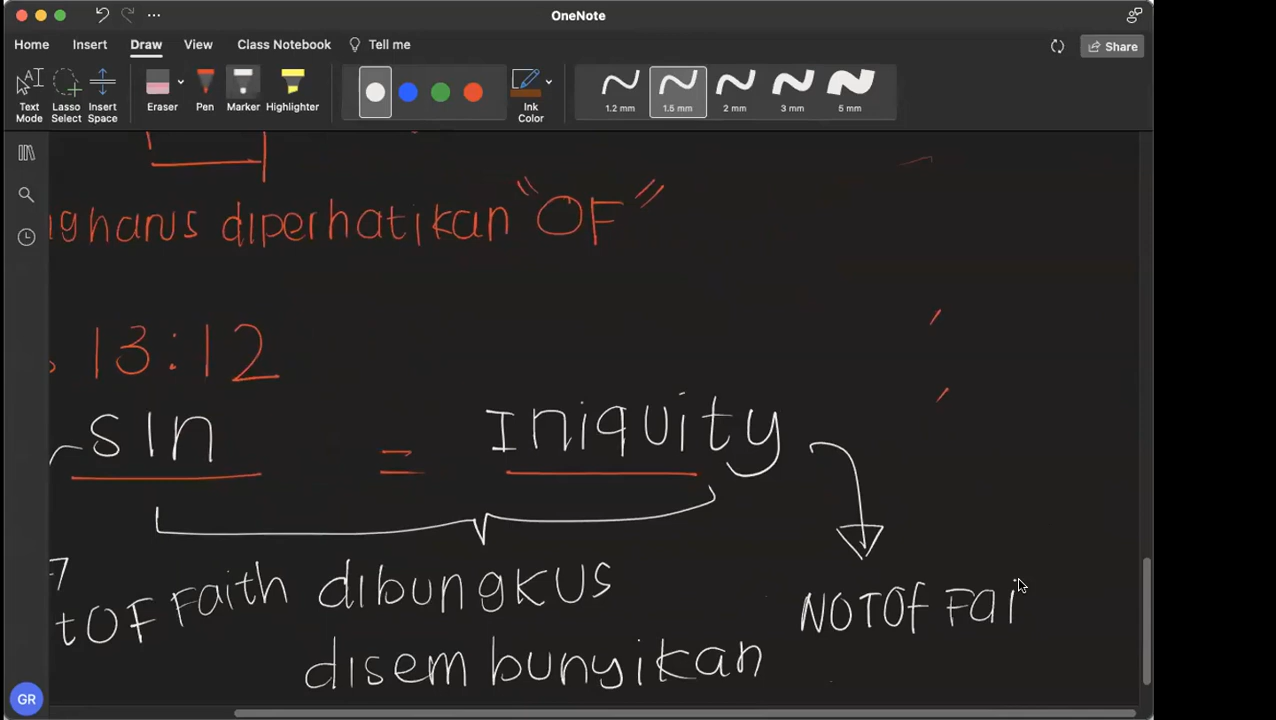 OneNote
Home Insert Draw View Class Notebook Tell me
Share
Text Mode
Lasso Select
Insert Space
Eraser
Pen
Marker
Highlighter
Ink Color
1.2 mm
1.5 mm
2 mm
3 mm
5 mm
gharus diperhatikan "OF"
13:12
sin = Iniquity
7
tOF Faith dibungkus
NOTOF Fai
disembunyikan
GR